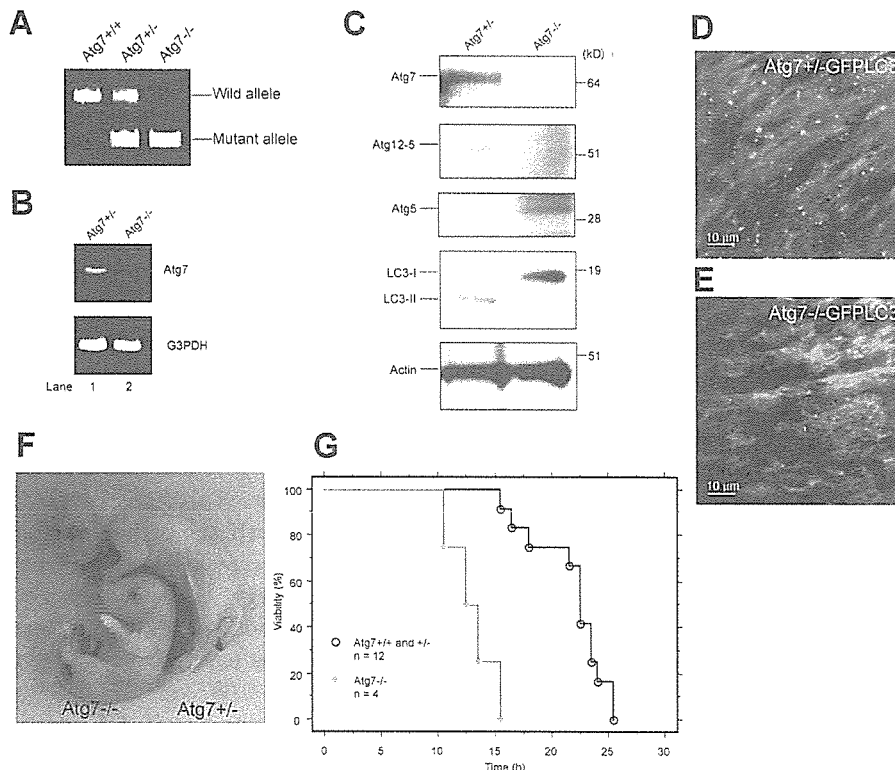 A
Atg7+/+
Atg7+/-
Atg7-/-
Wild allele
Mutant allele
B
Atg7+/-
Atg7-/-
Atg7
G3PDH
Lane 1 2
C
Atg7+/-
Atg7-/-
(kD)
Atg7
64
Atg12-5
51
Atg5
28
LC3-I
19
LC3-II
51
Actin
D
Atg7+/-GFPLC3
10 μm
E
Atg7-/-GFPLC3
10 μm
F
Atg7-/-
Atg7+/-
G
100
80
60
40
20
0
Viability (%)
Atg7+/+ and +/-
n = 12
Atg7-/-
n = 4
0 5 10 15 20 25 30
Time (h)